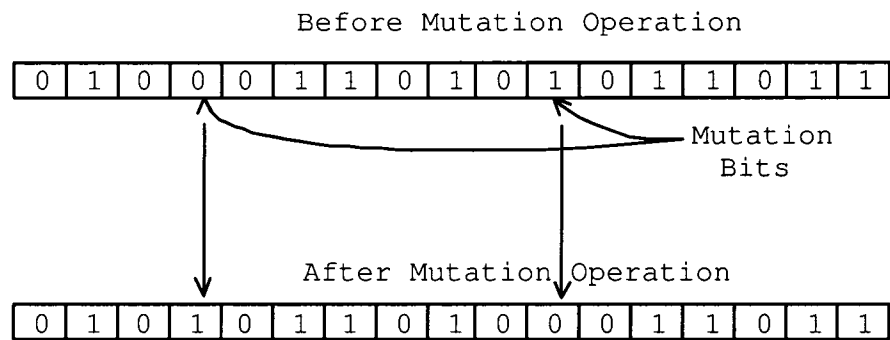 Before Mutation Operation
0 1 0 0 0 1 1 0 1 0 1 0 1 1 0 1 1
Mutation
Bits
After Mutation Operation
0 1 0 1 0 1 1 0 1 0 0 0 1 1 0 1 1